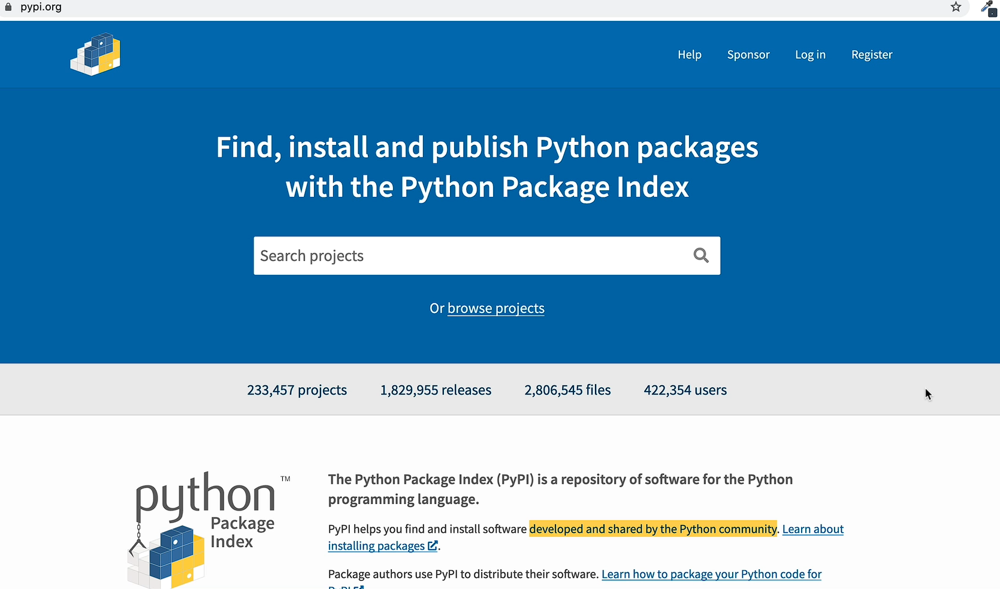 pypi.org
Help Sponsor Log in Register
Find, install and publish Python packages
with the Python Package Index
Search projects
Or browse projects
233,457 projects 1,829,955 releases 2,806,545 files 422,354 users
python TM
Package
Index
The Python Package Index (PyPI) is a repository of software for the Python
programming language.
PyPI helps you find and install software developed and shared by the Python community. Learn about
installing packages.
Package authors use PyPI to distribute their software. Learn how to package your Python code for
PyPI